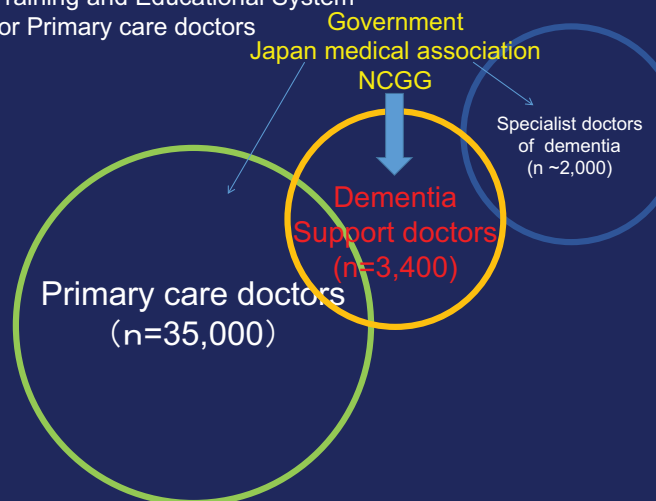 raining and Educational System
or Primary care doctors
Government
Japan medical association
NCGG
Specialist doctors
of dementia
(n ~2,000)
Dementia
Support doctors
(n=3,400)
Primary care doctors
（n=35,000）